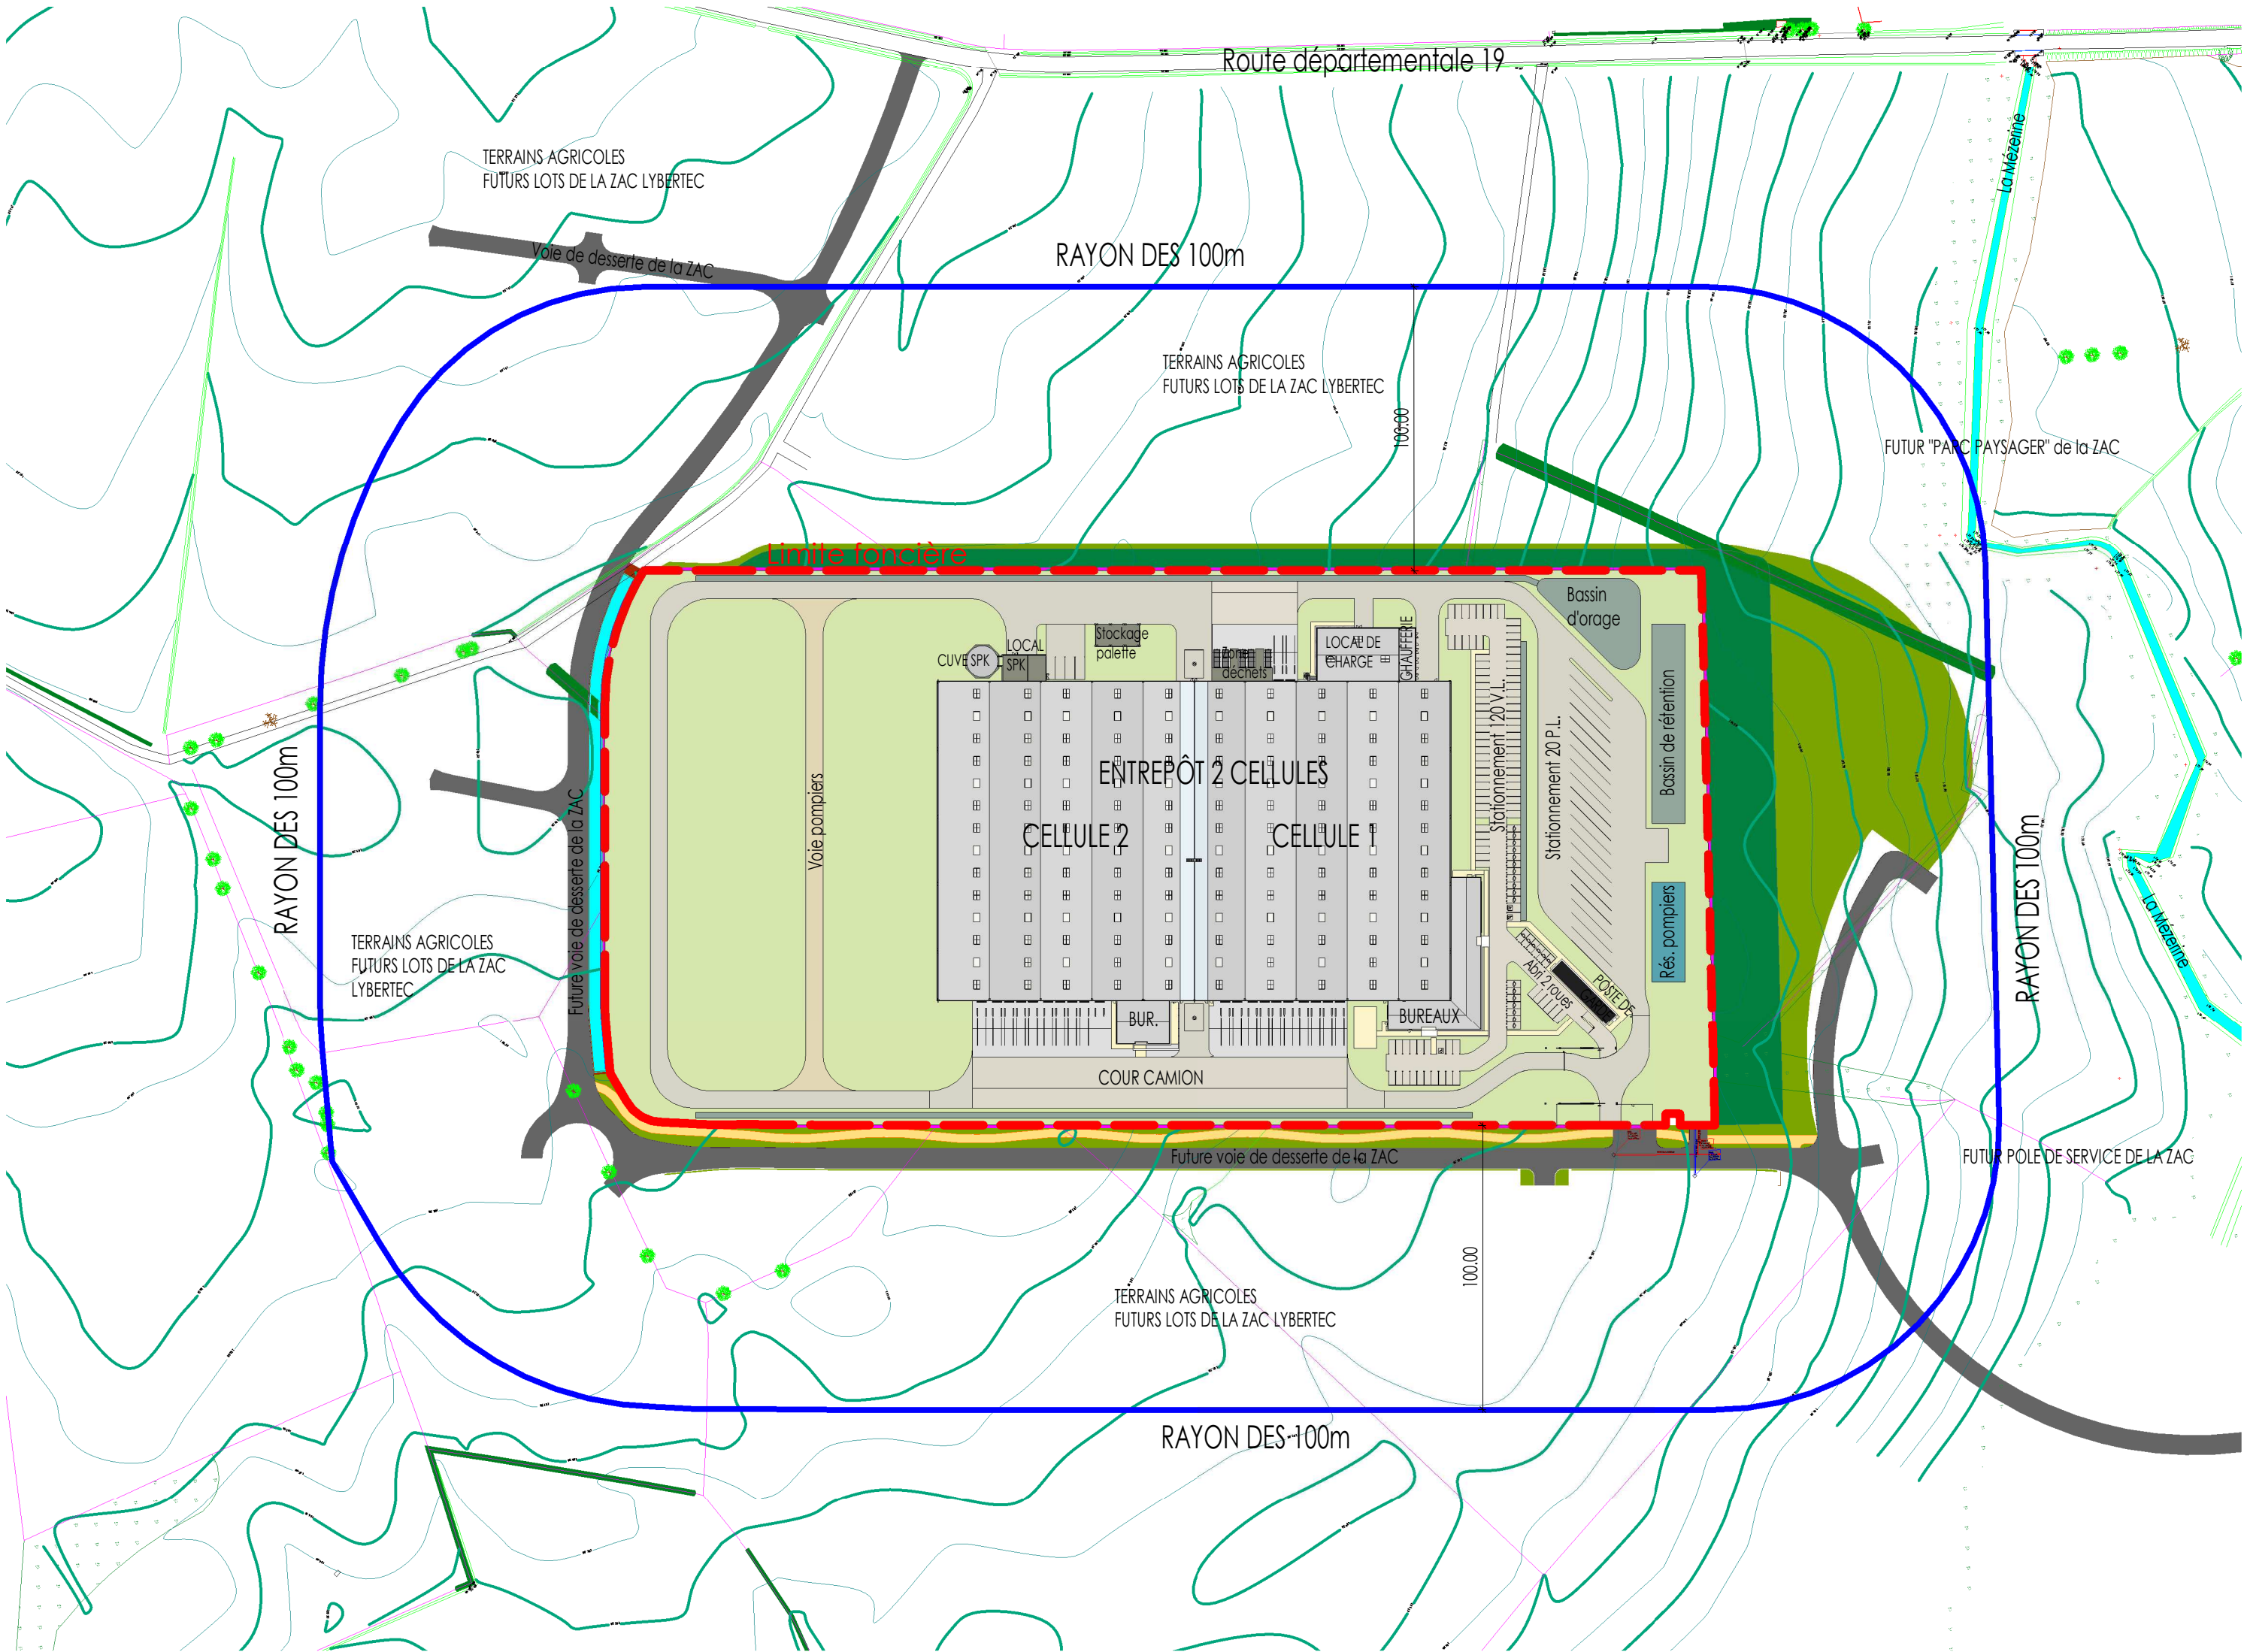 Route départementale 19
La Mézerine
TERRAINS AGRICOLES
FUTURS LOTS DE LA ZAC LYBERTEC
Voie de desserte de la ZAC
RAYON DES 100m
TERRAINS AGRICOLES
FUTURS LOTS DE LA ZAC LYBERTEC
100.00
FUTUR "PARC PAYSAGER" de la ZAC
Limite foncière
Bassin
d'orage
CUVE SPK
LOCAL
SPK
Stockage
palette
Zone
déchets
LOCAL DE
CHARGE
CHAUFFERIE
Stationnement 120 V.L.
Stationnement 20 P.L.
Bassin de rétention
ENTREPÔT 2 CELLULES
CELLULE 2
CELLULE 1
Voie pompiers
RAYON DES 100m
Future voie de desserte de la ZAC
TERRAINS AGRICOLES
FUTURS LOTS DE LA ZAC
LYBERTEC
Rés. pompiers
Abri 2 roues
POSTE DE
GARDE
RAYON DES 100m
La Mézerine
BUR.
BUREAUX
COUR CAMION
Future voie de desserte de la ZAC
FUTUR POLE DE SERVICE DE LA ZAC
100.00
TERRAINS AGRICOLES
FUTURS LOTS DE LA ZAC LYBERTEC
RAYON DES 100m